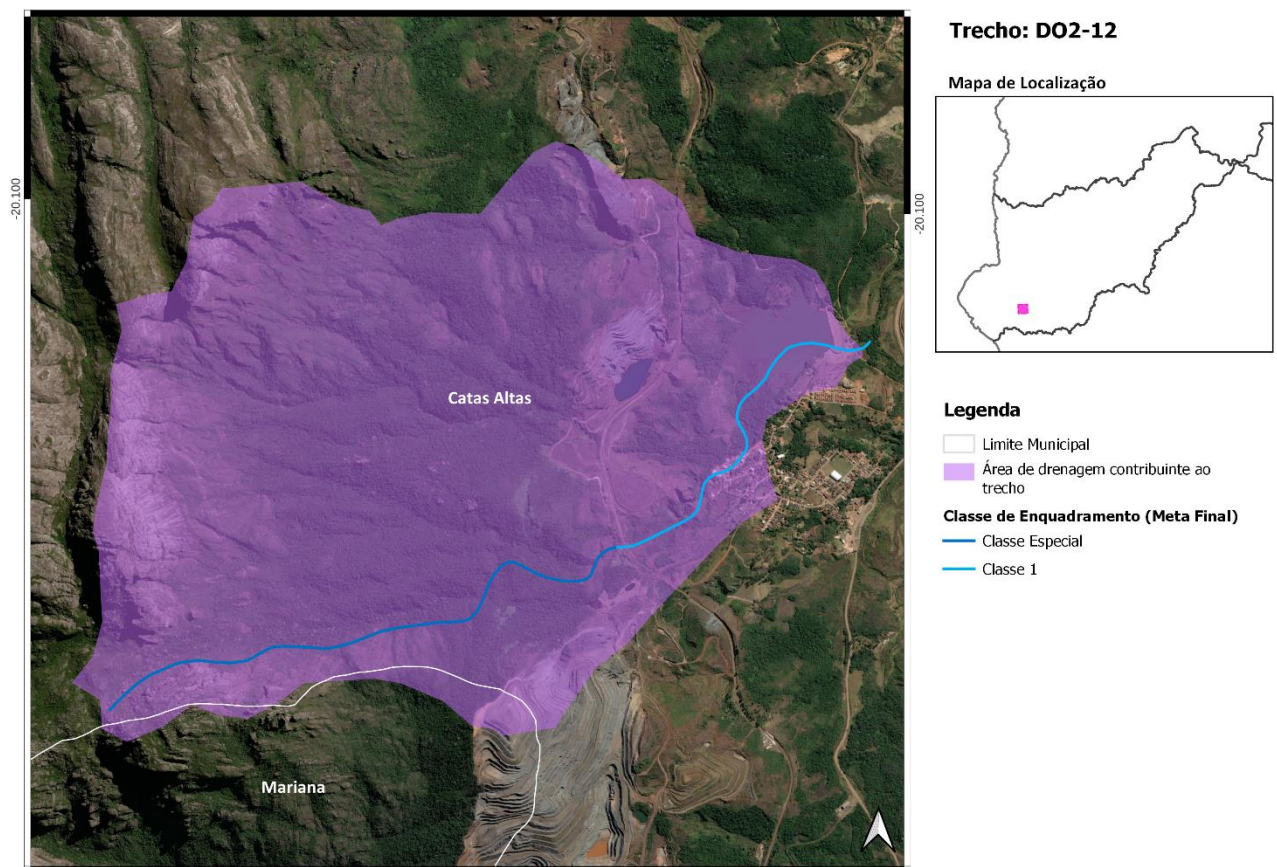 Trecho: DO2-12
Mapa de Localização
-20.100
-20.100
Catas Altas
Mariana
Legenda
Limite Municipal
Área de drenagem contribuinte ao
trecho
Classe de Enquadramento (Meta Final)
Classe Especial
Classe 1